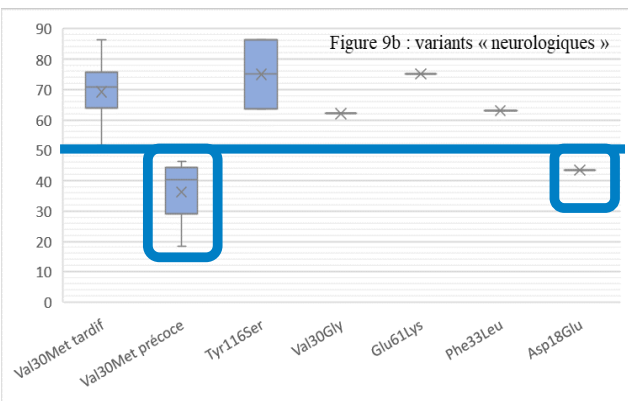 Figure 9b : variants « neurologiques »
90
80
70
60
50
40
30
20
10
0
Val30Met tardif
Val30Met précoce
Tyr116Ser
Val30Gly
Glu61Lys
Phe33Leu
Asp18Glu